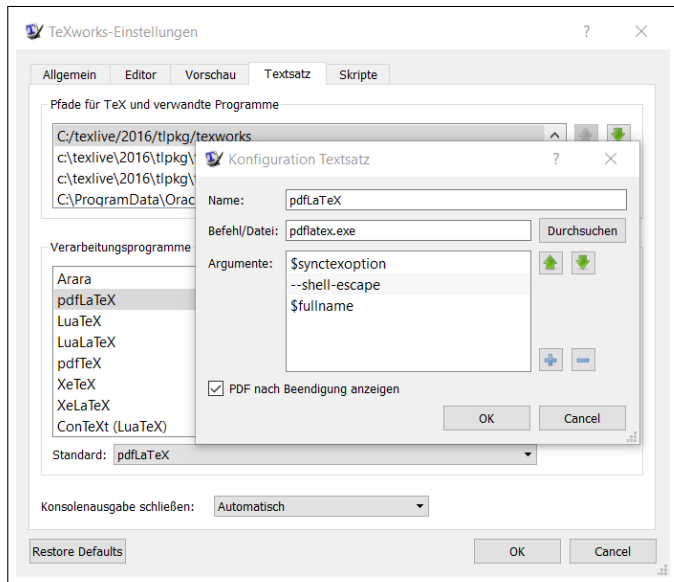 TeXworks-Einstellungen
Allgemein Editor Vorschau Textsatz Skripte
Pfade für TeX und verwandte Programme
C:/texlive/2016/tlpkg/texworks
c:\texlive\2016\tlpkg\
c:\texlive\2016\tlpkg\
C:\ProgramData\Orac
Verarbeitungsprogramme
Arara
pdfLaTeX
LuaTeX
LuaLaTeX
pdfTeX
XeTeX
XeLaTeX
ConTeXt (LuaTeX)
Standard: pdfLaTeX
Konsolenausgabe schließen: Automatisch
Restore Defaults OK Cancel
Konfiguration Textsatz
Name: pdfLaTeX
Befehl/Datei: pdflatex.exe Durchsuchen
Argumente: $synctexoption
--shell-escape
$fullname
PDF nach Beendigung anzeigen
OK Cancel